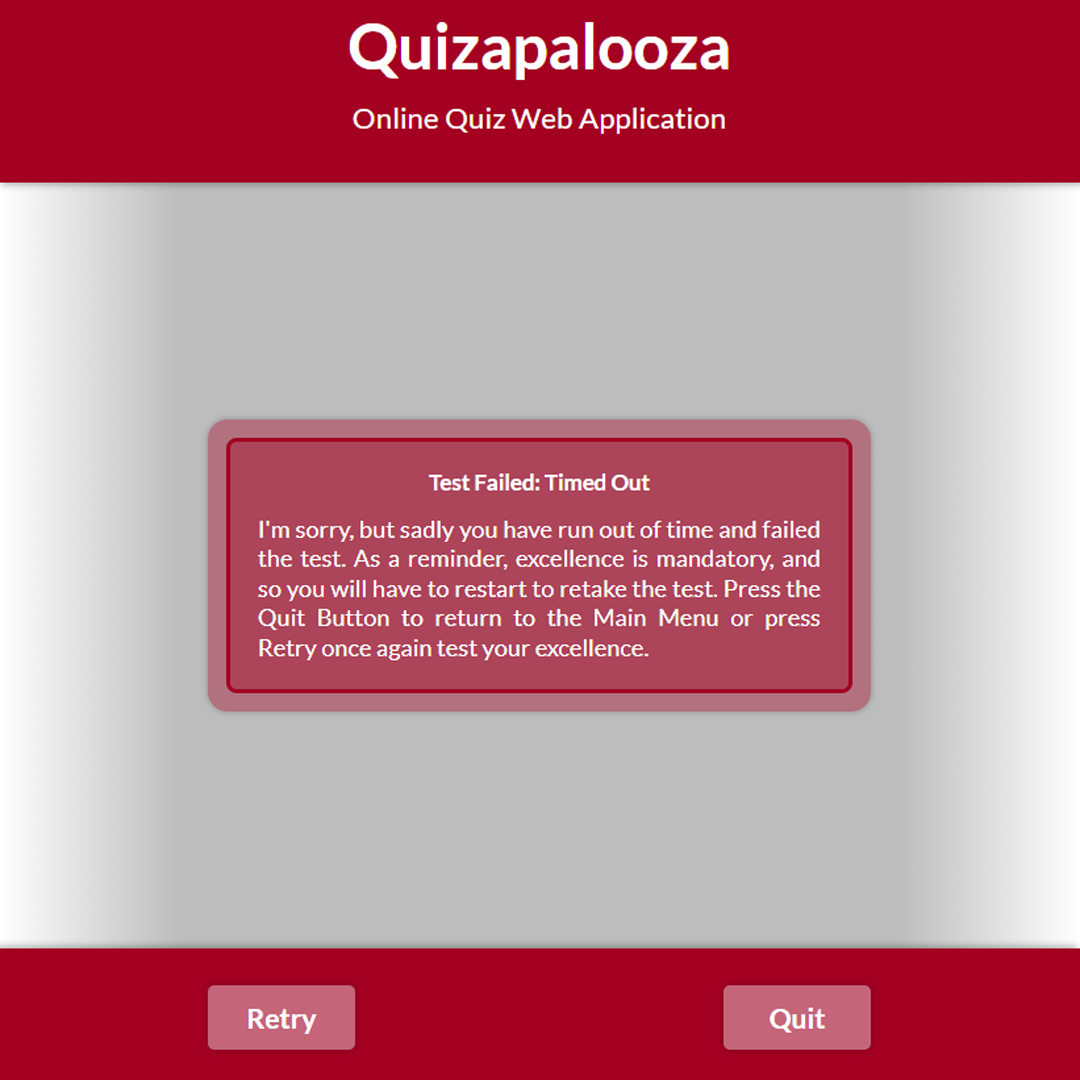 Quizapalooza
Online Quiz Web Application
Test Failed: Timed Out
I'm sorry, but sadly you have run out of time and failed
the test. As a reminder, excellence is mandatory, and
so you will have to restart to retake the test. Press the
Quit Button to return to the Main Menu or press
Retry once again test your excellence.
Retry
Quit